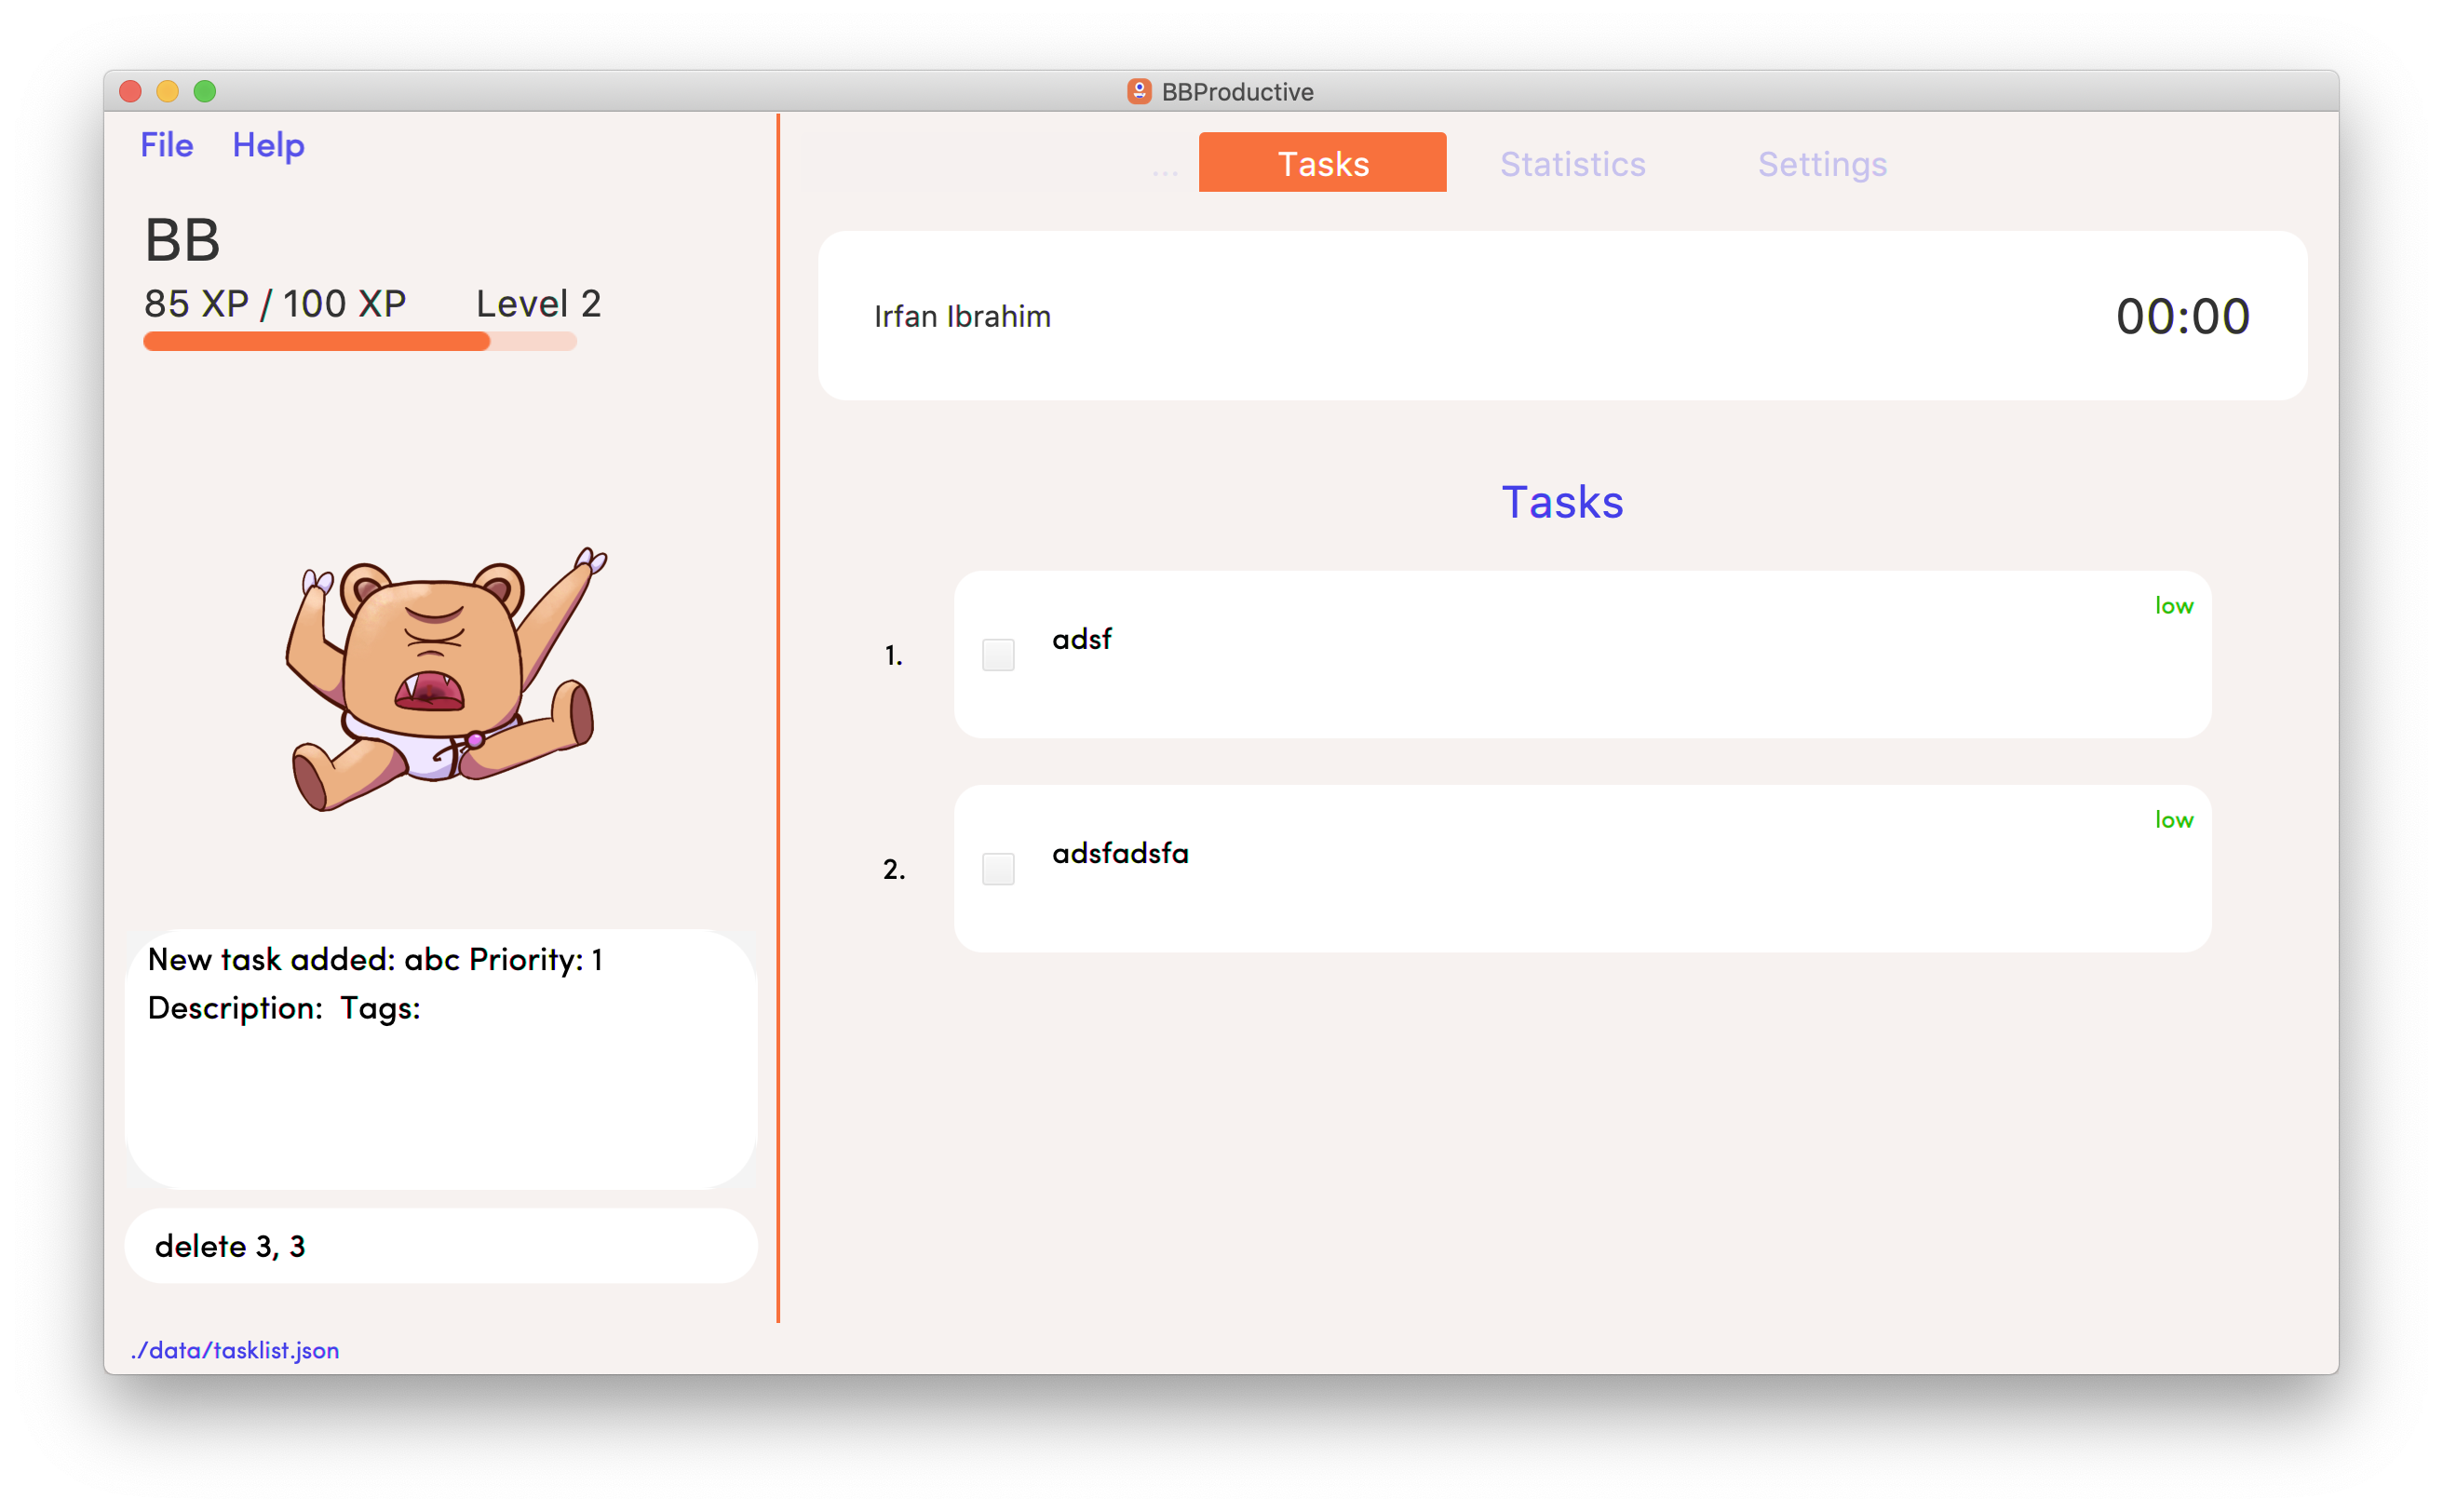 BBProductive
File Help
BB
85 XP / 100 XP Level 2
New task added: abc Priority: 1
Description:  Tags:
delete 3, 3
./data/tasklist.json
... Tasks Statistics Settings
Irfan Ibrahim 00:00
Tasks
1. adsf low
2. adsfadsfa low